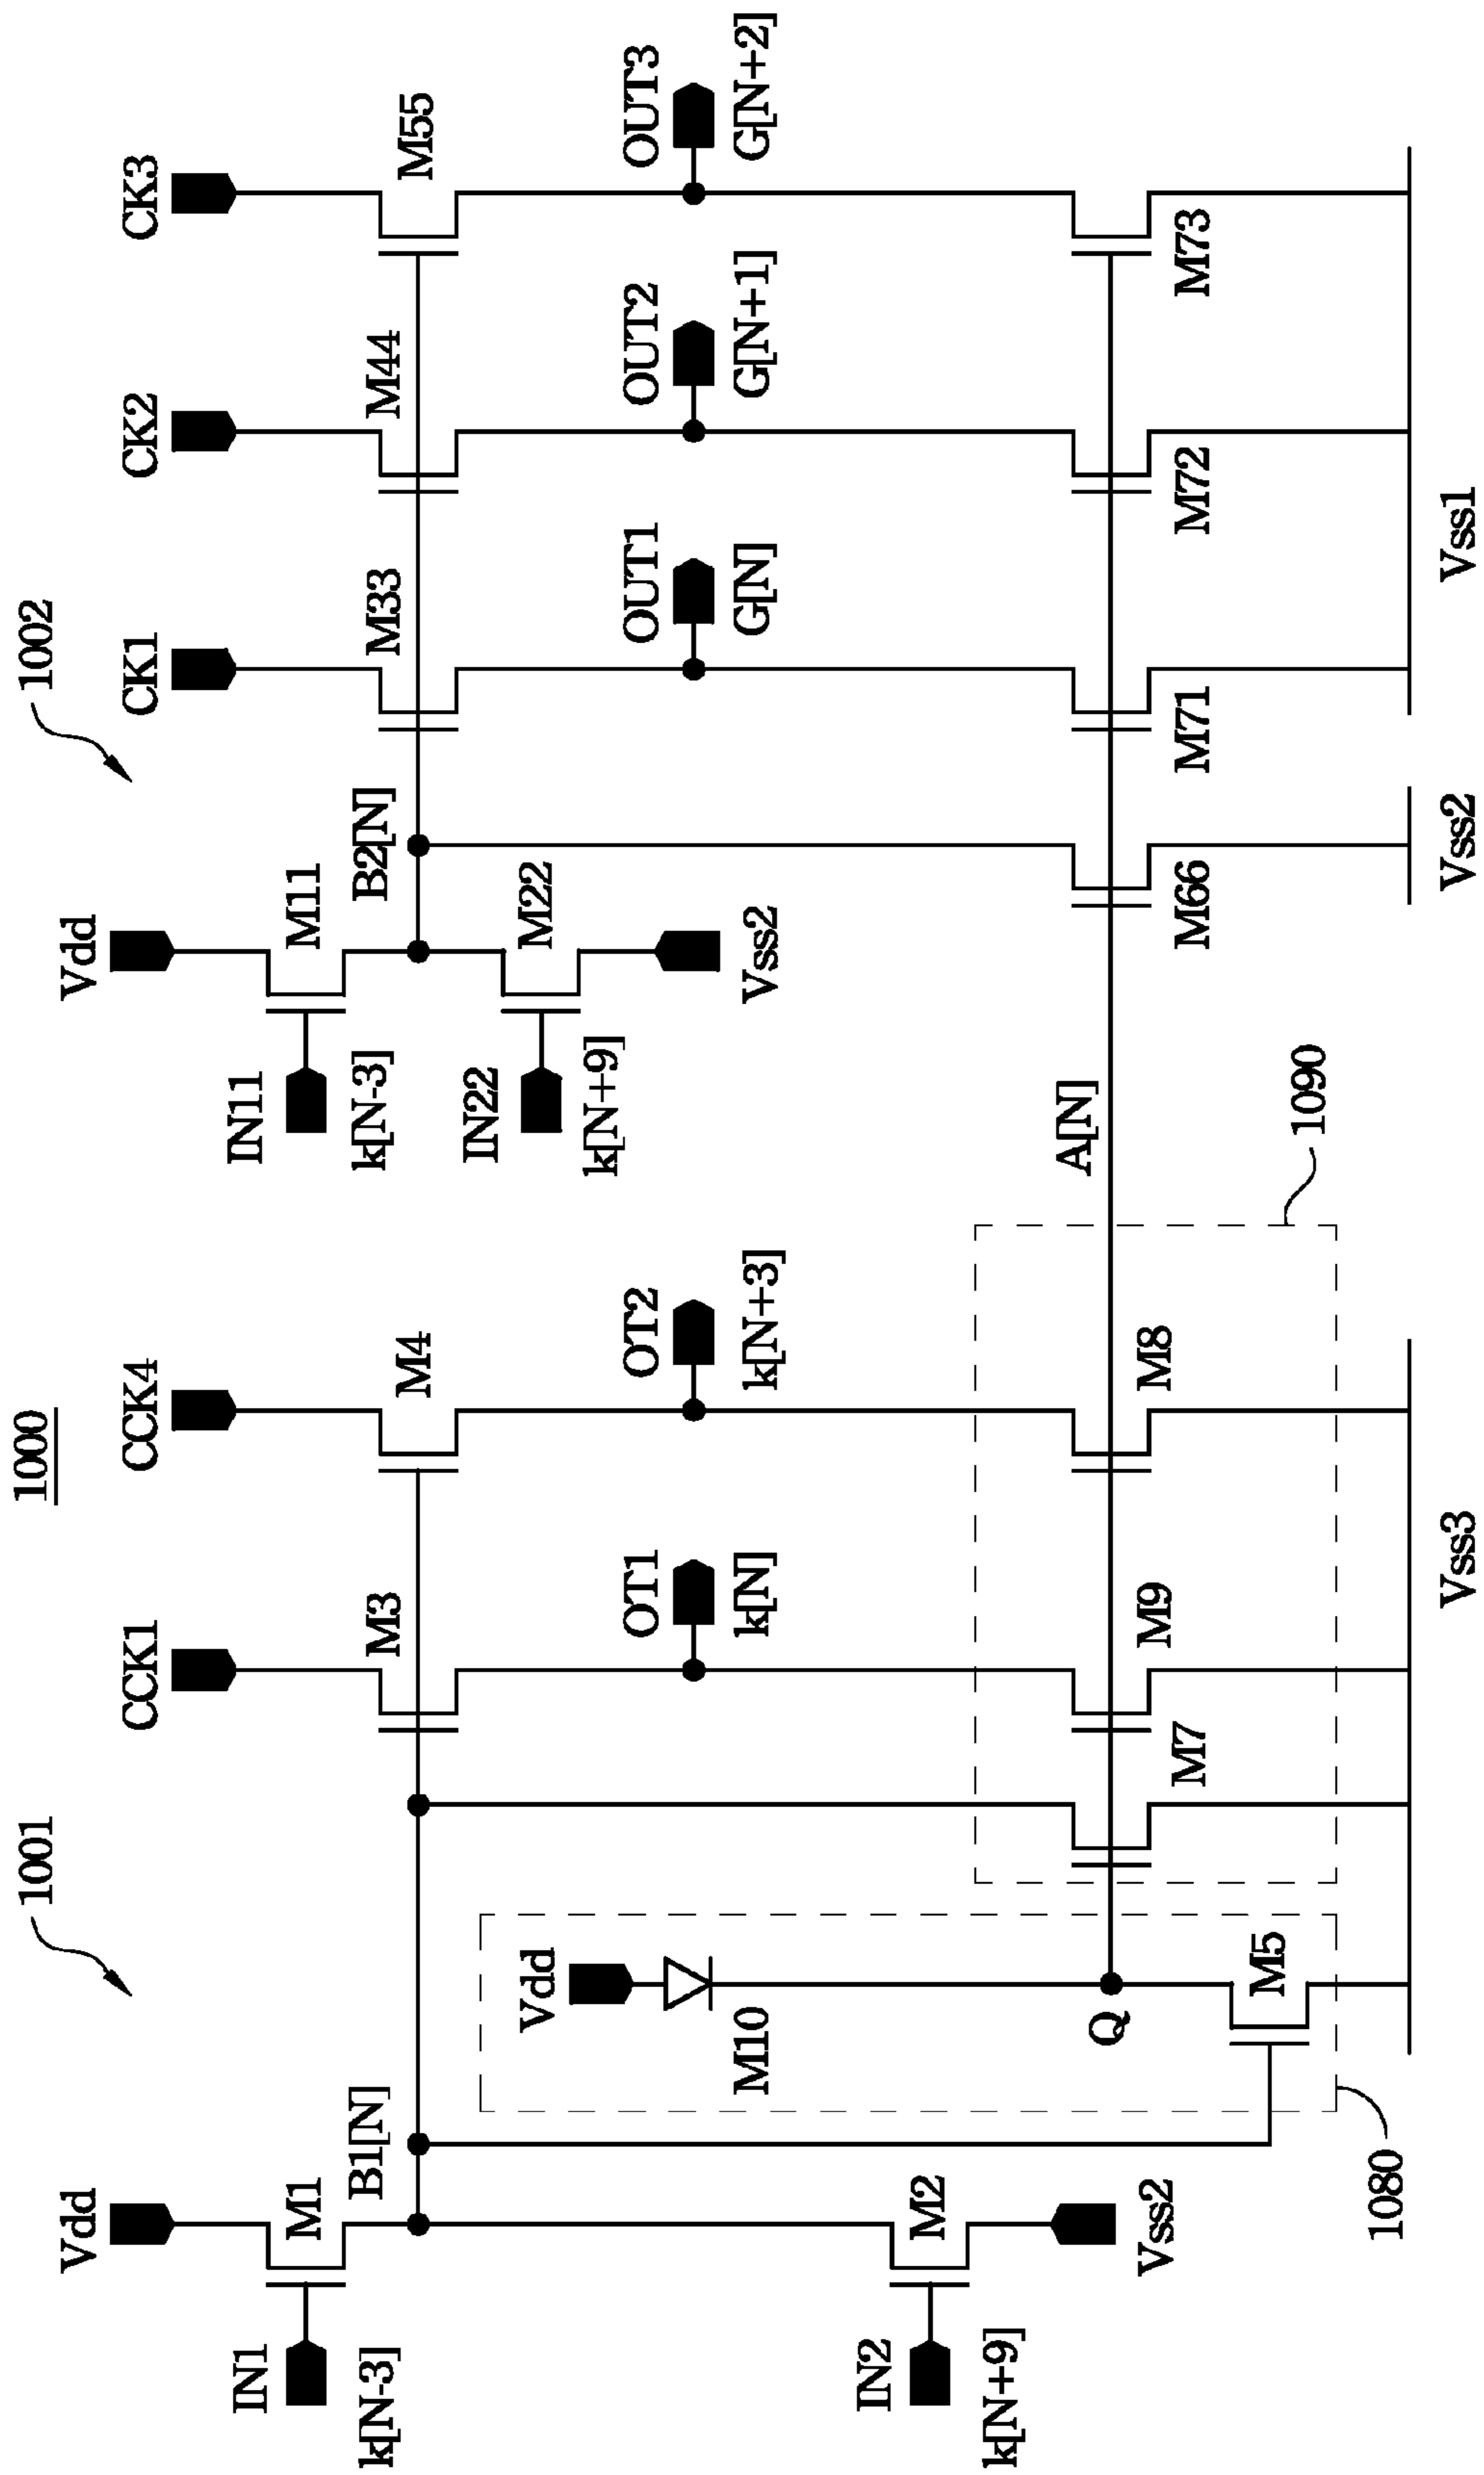 1000
1001
1002
Vdd
IN1
k[N-3]
M1
B1[N]
IN2
k[N+9]
M2
Vss2
1080
Vdd
M10
Q
M5
CCK1
M3
OT1
k[N]
CCK4
M4
OT2
k[N+3]
M7
M9
M8
Vss3
1090
A[N]
Vdd
IN11
k[N-3]
M11
B2[N]
IN22
k[N+9]
M22
Vss2
CK1
M33
OUT1
G[N]
CK2
M44
OUT2
G[N+1]
CK3
M55
OUT3
G[N+2]
M66
M71
M72
M73
Vss2
Vss1